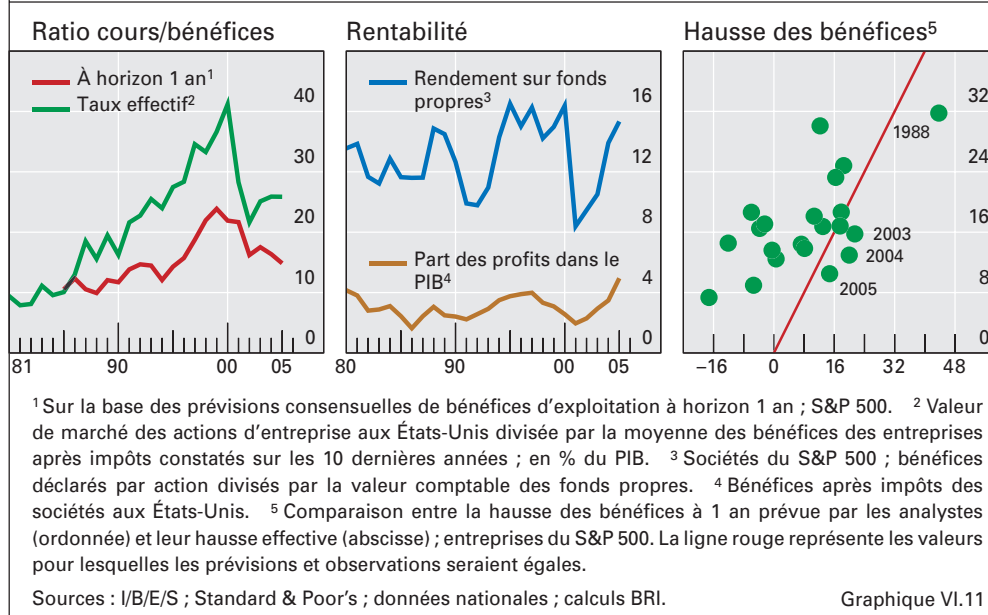 Ratio cours/bénéfices
À horizon 1 an¹
Taux effectif²
40
30
20
10
0
81 90 00 05
Rentabilité
Rendement sur fonds
propres³
Part des profits dans le
PIB⁴
16
12
8
4
0
90 00 05
Hausse des bénéfices⁵
1988
2003
2004
2005
32
24
16
8
0
–16 0 16 32 48
¹ Sur la base des prévisions consensuelles de bénéfices d’exploitation à horizon 1 an ; S&P 500. ² Valeur
de marché des actions d’entreprise aux États-Unis divisée par la moyenne des bénéfices des entreprises
après impôts constatés sur les 10 dernières années ; en % du PIB. ³ Sociétés du S&P 500 ; bénéfices
déclarés par action divisés par la valeur comptable des fonds propres. ⁴ Bénéfices après impôts des
sociétés aux États-Unis. ⁵ Comparaison entre la hausse des bénéfices à 1 an prévue par les analystes
(ordonnée) et leur hausse effective (abscisse) ; entreprises du S&P 500. La ligne rouge représente les valeurs
pour lesquelles les prévisions et observations seraient égales.
Sources : I/B/E/S ; Standard & Poor’s ; données nationales ; calculs BRI. Graphique VI.11